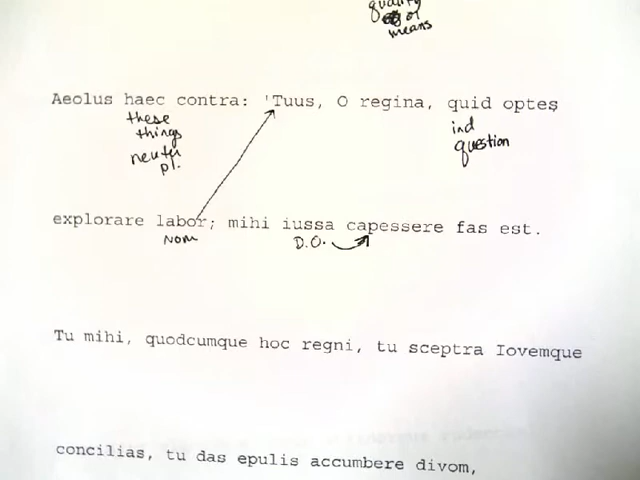 quality
or
means
Aeolus haec contra: 'Tuus, O regina, quid optes
these
things
neuter
pl.
ind
question
explorare labor; mihi iussa capessere fas est.
Nom
D.O.
Tu mihi, quodcumque hoc regni, tu sceptra Iovemque
concilias, tu das epulis accumbere divom,